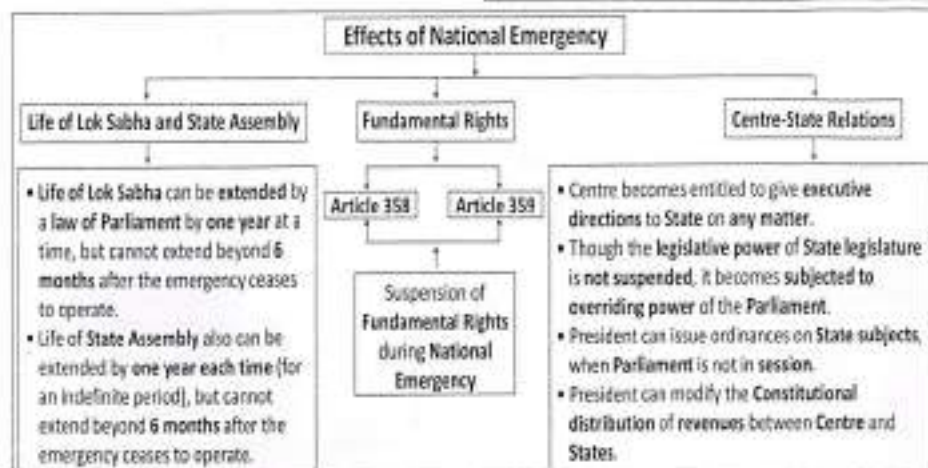 Effects of National Emergency
Life of Lok Sabha and State Assembly
Fundamental Rights
Centre-State Relations
▪ Life of Lok Sabha can be extended by
a law of Parliament by one year at a
time, but cannot extend beyond 6
months after the emergency ceases
to operate.
▪ Life of State Assembly also can be
extended by one year each time (for
an indefinite period), but cannot
extend beyond 6 months after the
emergency ceases to operate.
Article 358
Article 359
Suspension of
Fundamental Rights
during National
Emergency
▪ Centre becomes entitled to give executive
directions to State on any matter.
▪ Though the legislative power of State legislature
is not suspended, it becomes subjected to
overriding power of the Parliament.
▪ President can issue ordinances on State subjects,
when Parliament is not in session.
▪ President can modify the Constitutional
distribution of revenues between Centre and
States.